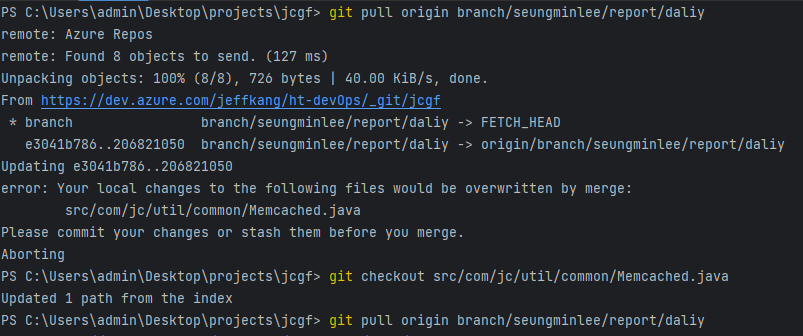 PS C:\Users\admin\Desktop\projects\jcgf> git pull origin branch/seungminlee/report/daliy
remote: Azure Repos
remote: Found 8 objects to send. (127 ms)
Unpacking objects: 100% (8/8), 726 bytes | 40.00 KiB/s, done.
From https://dev.azure.com/jeffkang/ht-devOps/_git/jcgf
 * branch                branch/seungminlee/report/daliy -> FETCH_HEAD
   e3041b786..206821050  branch/seungminlee/report/daliy -> origin/branch/seungminlee/report/daliy
Updating e3041b786..206821050
error: Your local changes to the following files would be overwritten by merge:
        src/com/jc/util/common/Memcached.java
Please commit your changes or stash them before you merge.
Aborting
PS C:\Users\admin\Desktop\projects\jcgf> git checkout src/com/jc/util/common/Memcached.java
Updated 1 path from the index
PS C:\Users\admin\Desktop\projects\jcgf> git pull origin branch/seungminlee/report/daliy